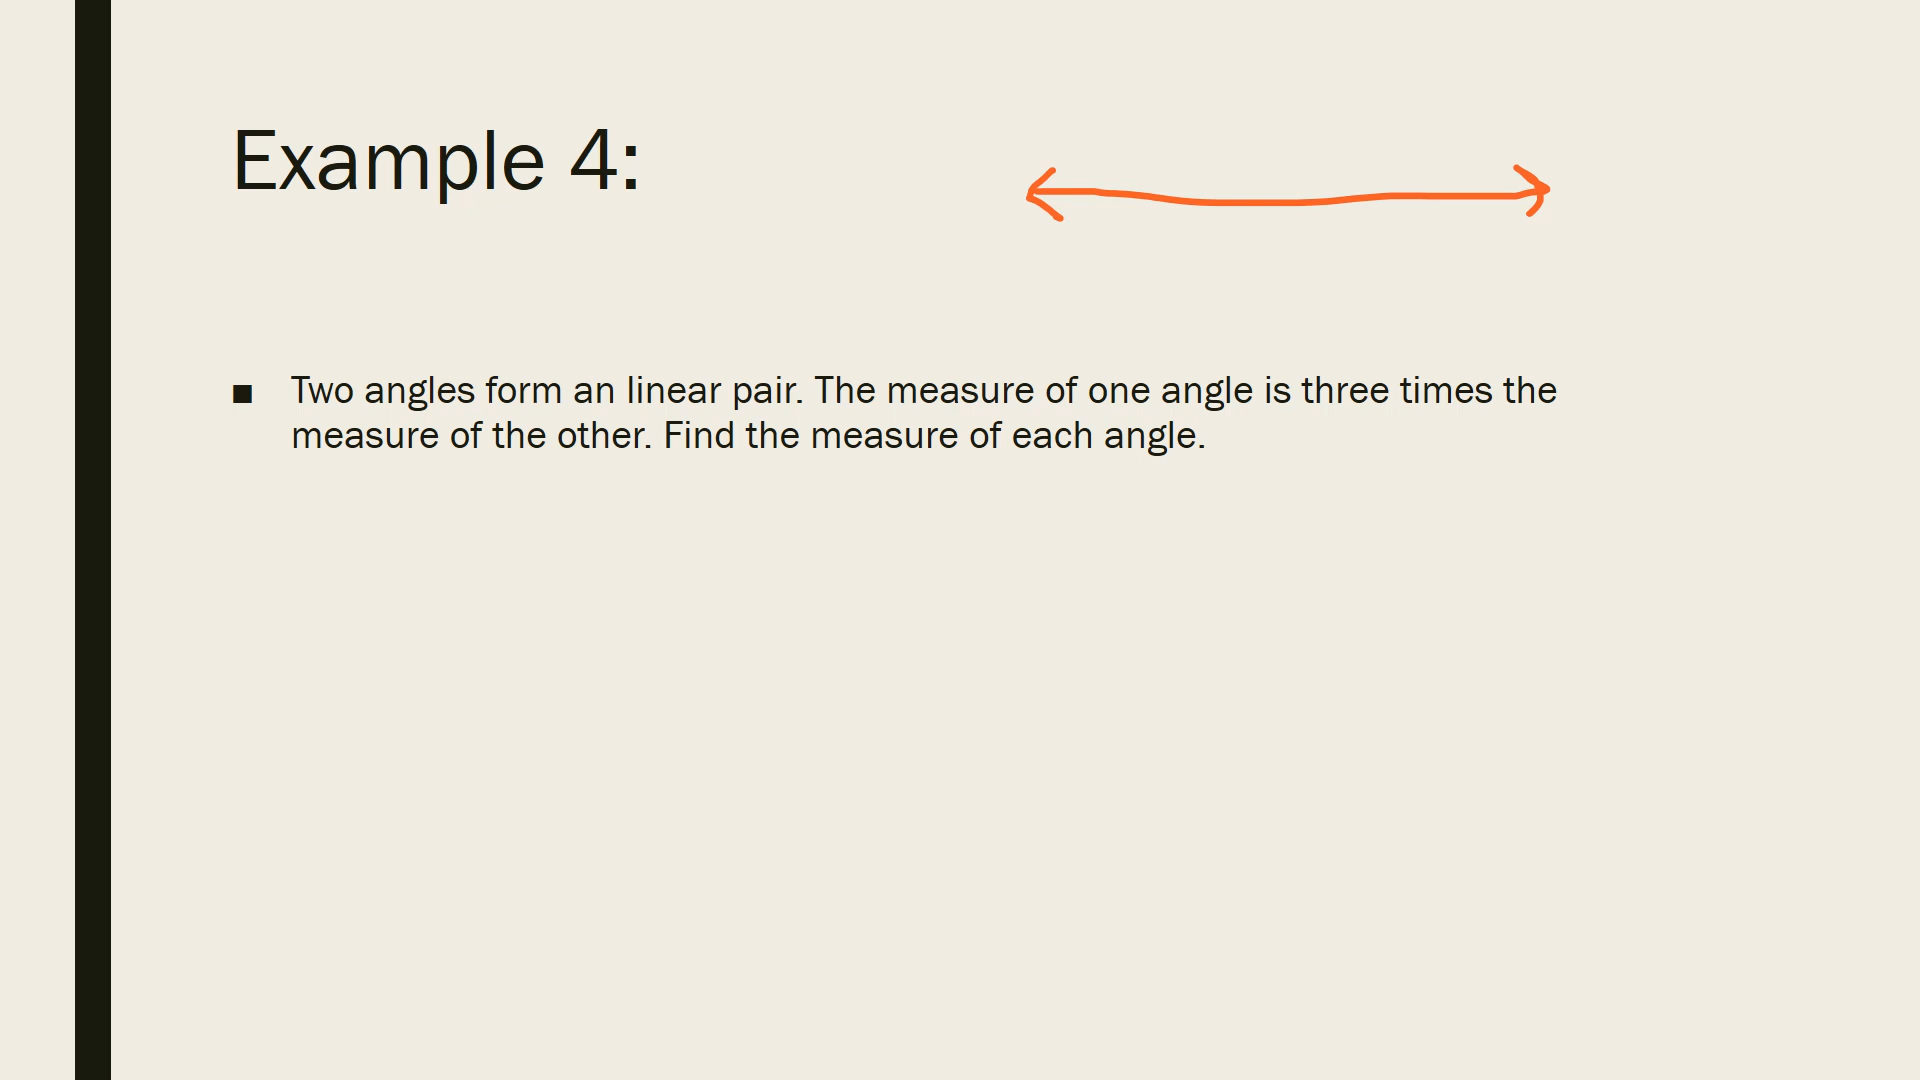 Example 4:
■ Two angles form an linear pair. The measure of one angle is three times the
measure of the other. Find the measure of each angle.